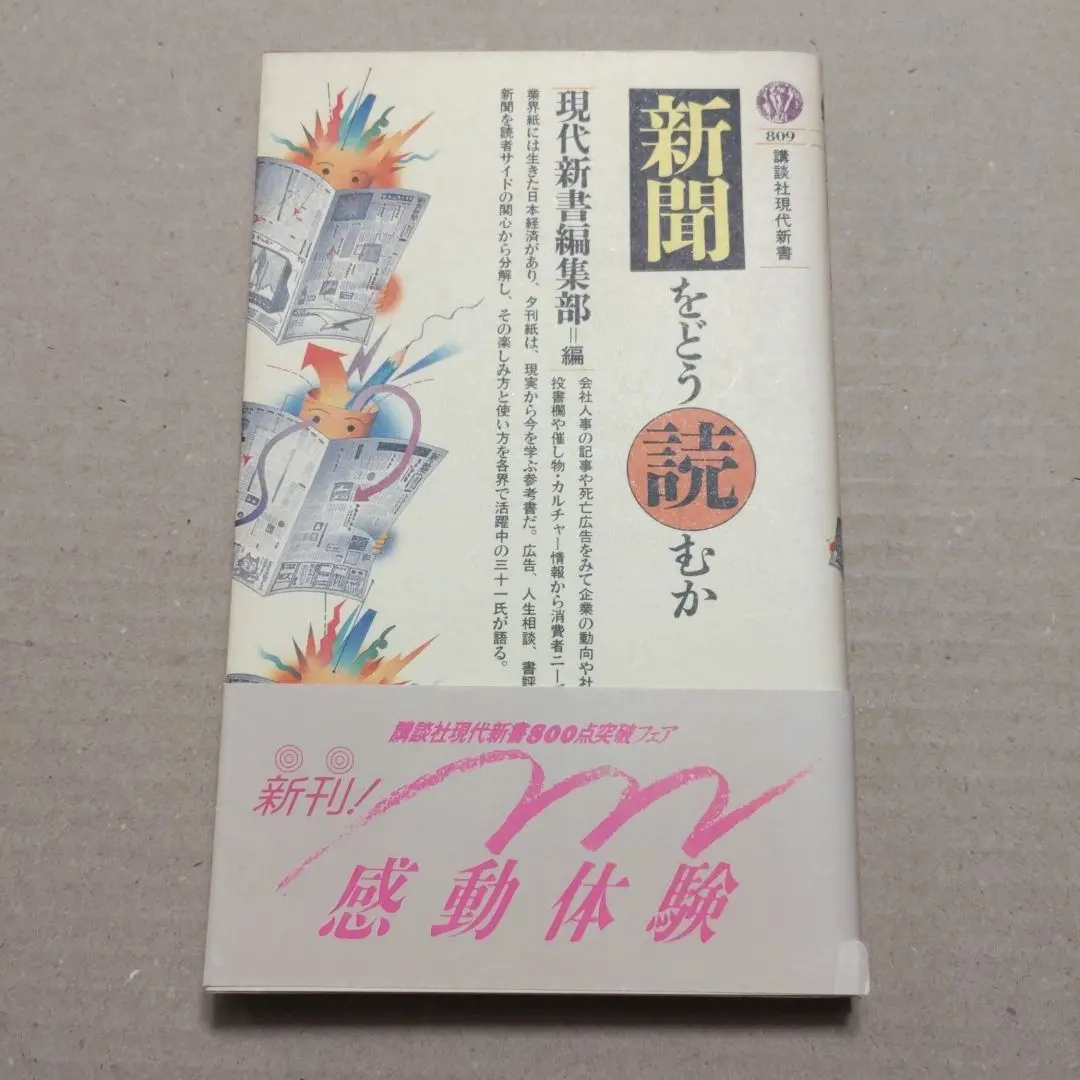 809
講談社現代新書
新聞をどう読むか
現代新書編集部=編
会社人事の記事や死亡広告をみて企業の動向や社
投書欄や催し物・カルチャー情報から消費者ニー
業界紙には生きた日本経済があり、夕刊紙は、現実から今を学ぶ参考書だ。広告、人生相談、書評
新聞を読者サイドの関心から分解し、その楽しみ方と使い方を各界で活躍中の三十一氏が語る。
講談社現代新書800点突破フェア
新刊!
感動体験